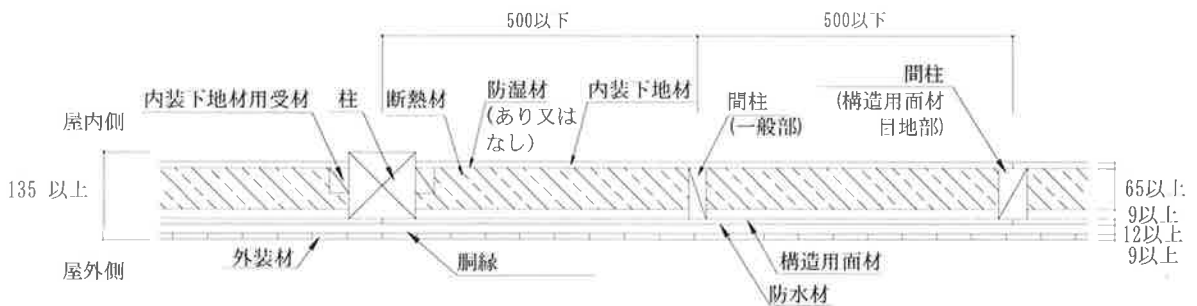 500以下
500以下
内装下地材用受材
柱
断熱材
防湿材
(あり又は
なし)
内装下地材
間柱
(一般部)
間柱
(構造用面材
目地部)
屋内側
135 以上
65以上
9以上
12以上
9以上
外装材
胴縁
構造用面材
防水材
屋外側